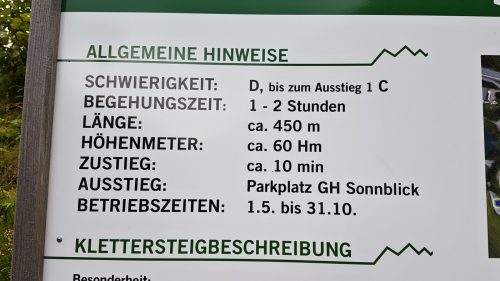 ALLGEMEINE HINWEISE
SCHWIERIGKEIT: D, bis zum Ausstieg 1 C
BEGEHUNGSZEIT: 1 - 2 Stunden
LÄNGE: ca. 450 m
HÖHENMETER: ca. 60 Hm
ZUSTIEG: ca. 10 min
AUSSTIEG: Parkplatz GH Sonnblick
BETRIEBSZEITEN: 1.5. bis 31.10.
KLETTERSTEIGBESCHREIBUNG
Besonderheit: